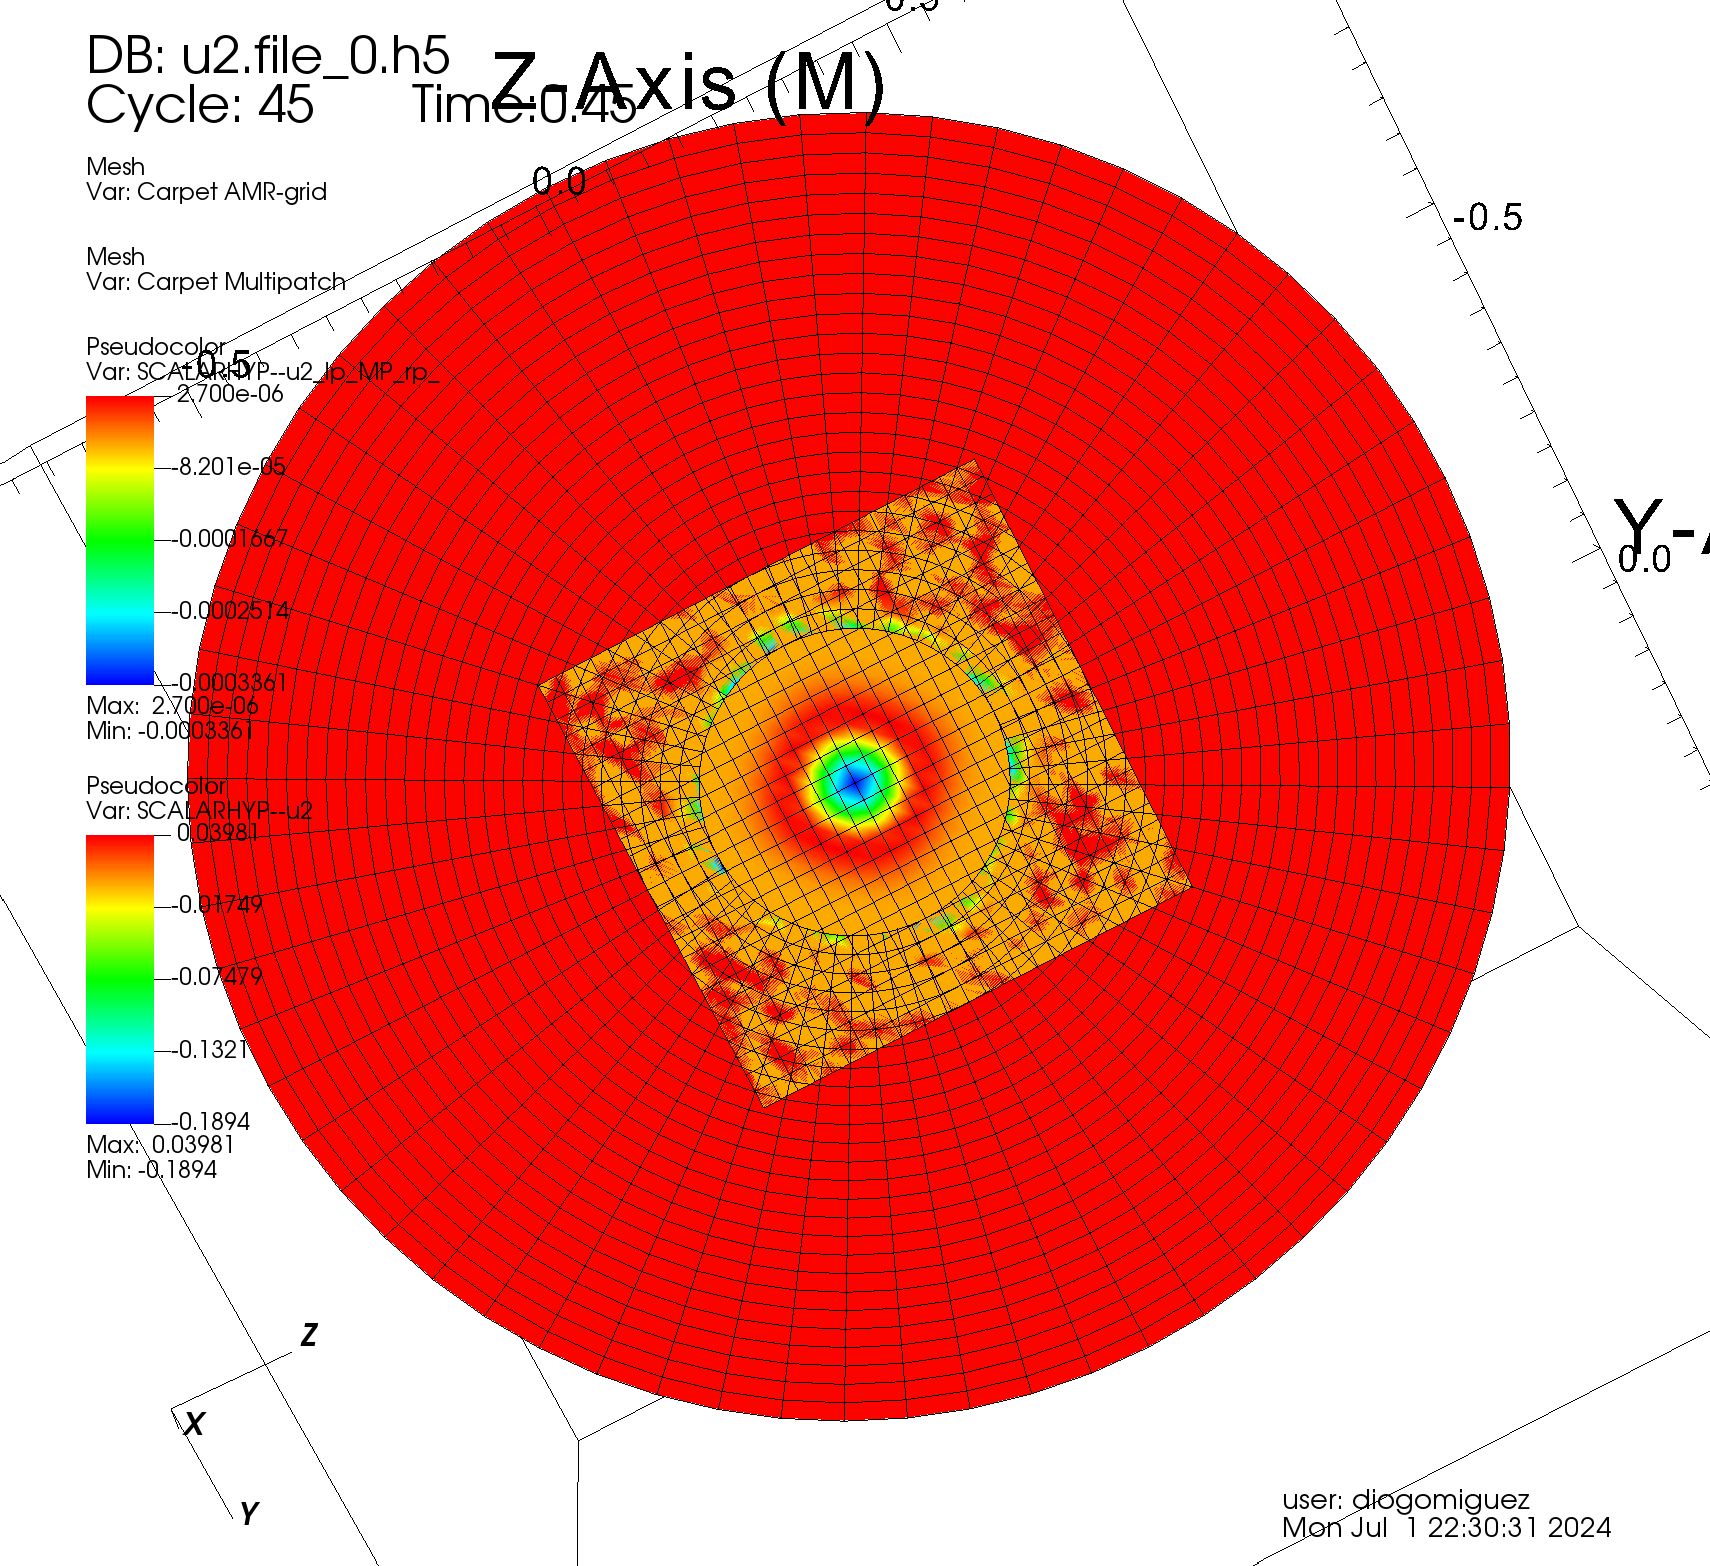 DB: u2.file_0.h5
Cycle: 45 Time:0.45
Z-Axis (M)
0.5
0.0
-0.5
Mesh
Var: Carpet AMR-grid
Mesh
Var: Carpet Multipatch
Pseudocolor
Var: SCALARHYP--u2_lp_MP_rp_
2.700e-06
-8.201e-05
-0.0001667
-0.0002514
-0.0003361
Max: 2.700e-06
Min: -0.0003361
Pseudocolor
Var: SCALARHYP--u2
0.03981
-0.01749
-0.07479
-0.1321
-0.1894
Max: 0.03981
Min: -0.1894
-0.5
Y-A
0.0
Z
X
Y
user: diogomiguez
Mon Jul 1 22:30:31 2024